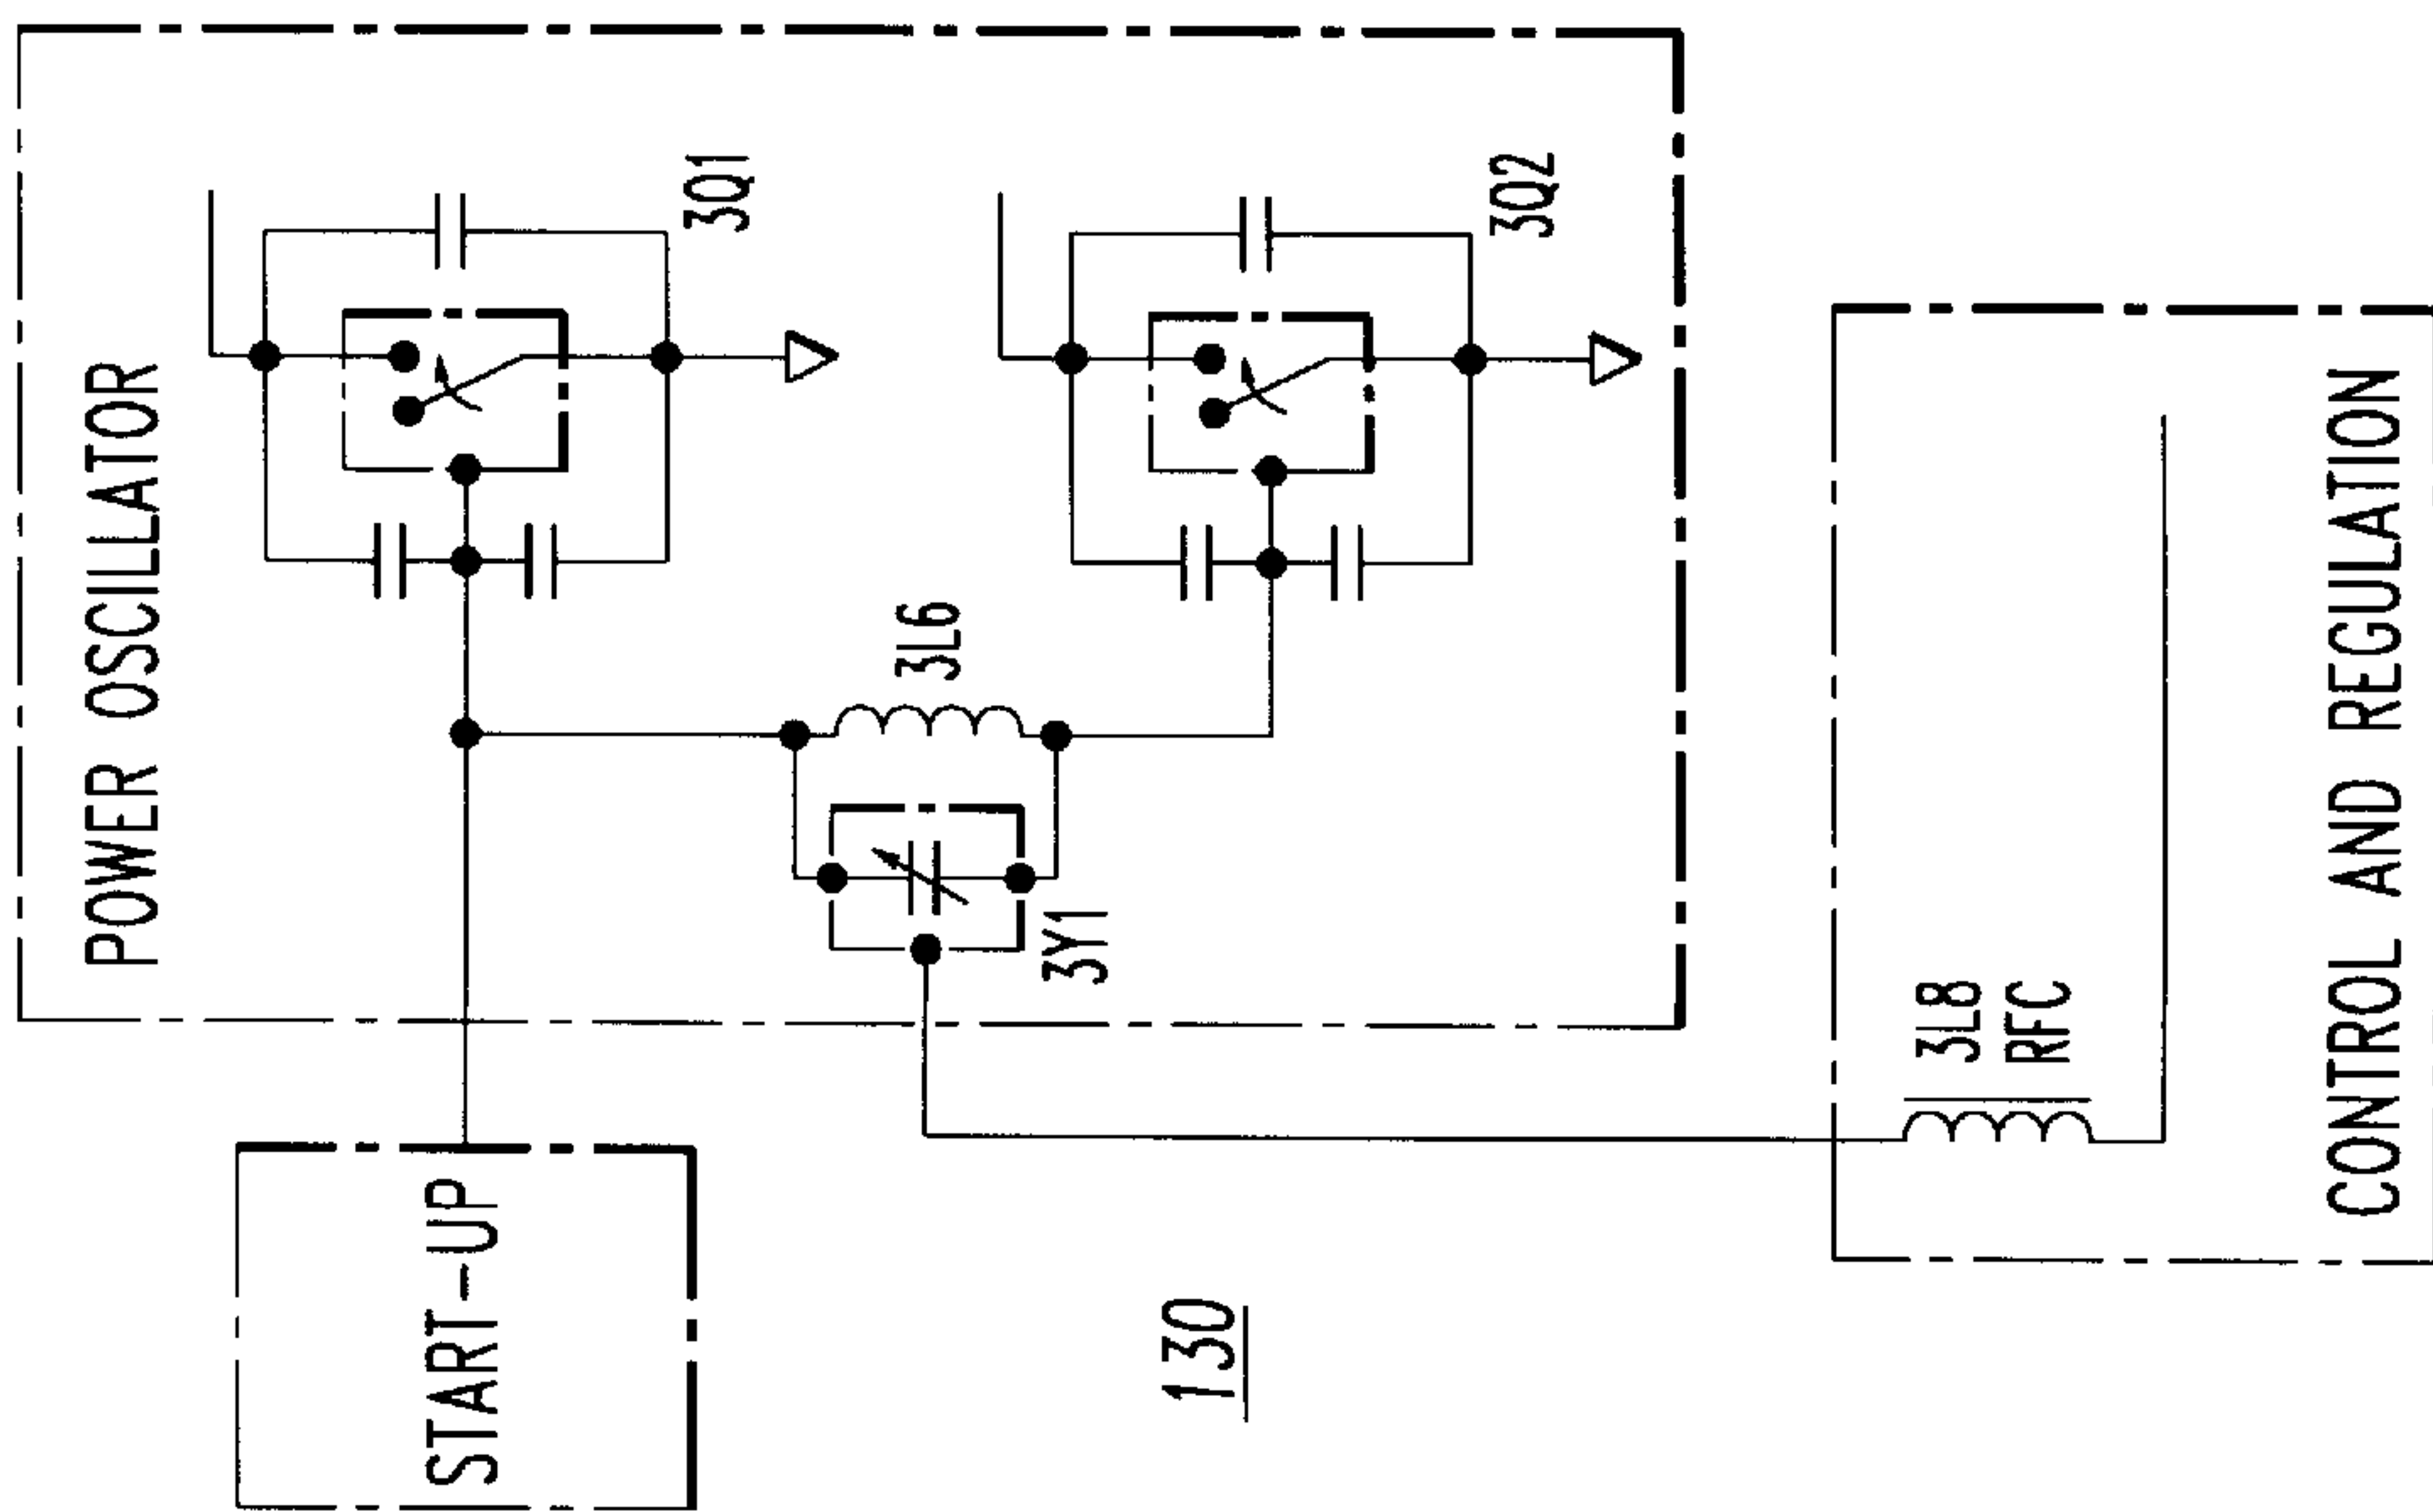 POWER OSCILLATOR
3Q1
3Q2
3L6
3Y1
START-UP
130
3L8
RFC
CONTROL AND REGULATION